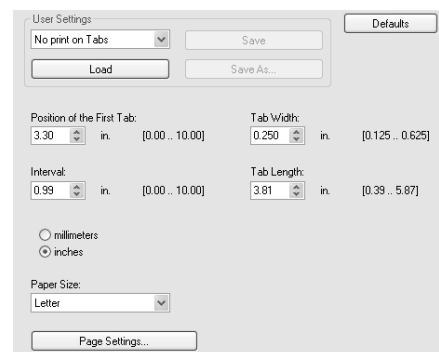 User Settings
Defaults
No print on Tabs
Save
Load
Save As...
Position of the First Tab:
Tab Width:
3.30 in. [0.00 .. 10.00]
0.250 in. [0.125 .. 0.625]
Interval:
Tab Length:
0.99 in. [0.00 .. 10.00]
3.81 in. [0.39 .. 5.87]
millimeters
inches
Paper Size:
Letter
Page Settings...